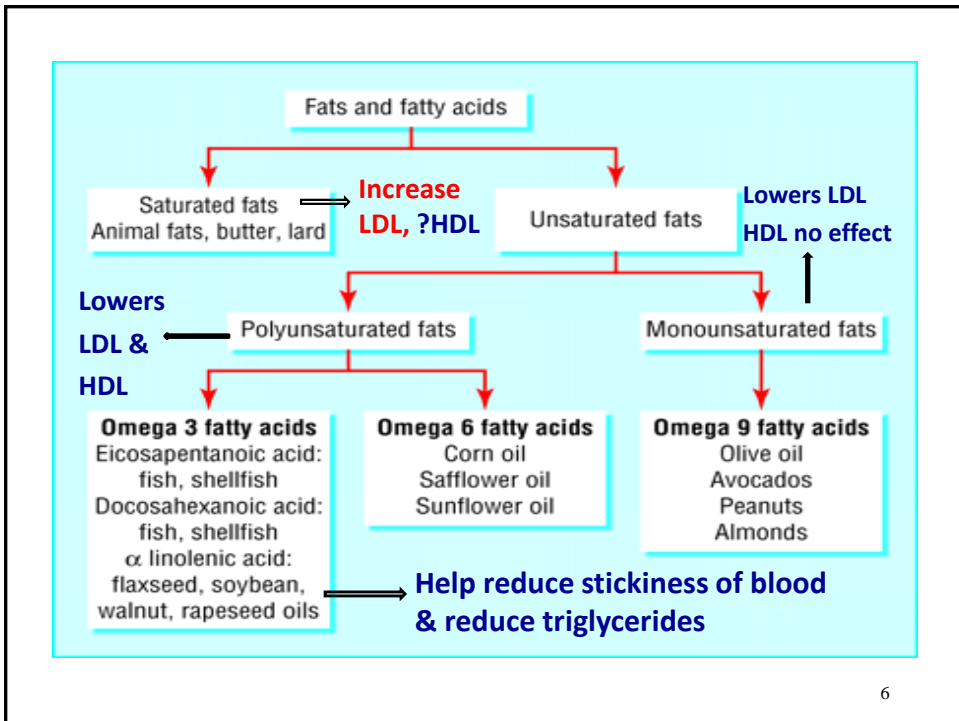 Fats and fatty acids
Saturated fats
Animal fats, butter, lard
Increase
LDL, ?HDL
Unsaturated fats
Lowers LDL
HDL no effect
Lowers
LDL &
HDL
Polyunsaturated fats
Monounsaturated fats
Omega 3 fatty acids
Eicosapentanoic acid:
fish, shellfish
Docosahexanoic acid:
fish, shellfish
α linolenic acid:
flaxseed, soybean,
walnut, rapeseed oils
Omega 6 fatty acids
Corn oil
Safflower oil
Sunflower oil
Omega 9 fatty acids
Olive oil
Avocados
Peanuts
Almonds
Help reduce stickiness of blood
& reduce triglycerides
6